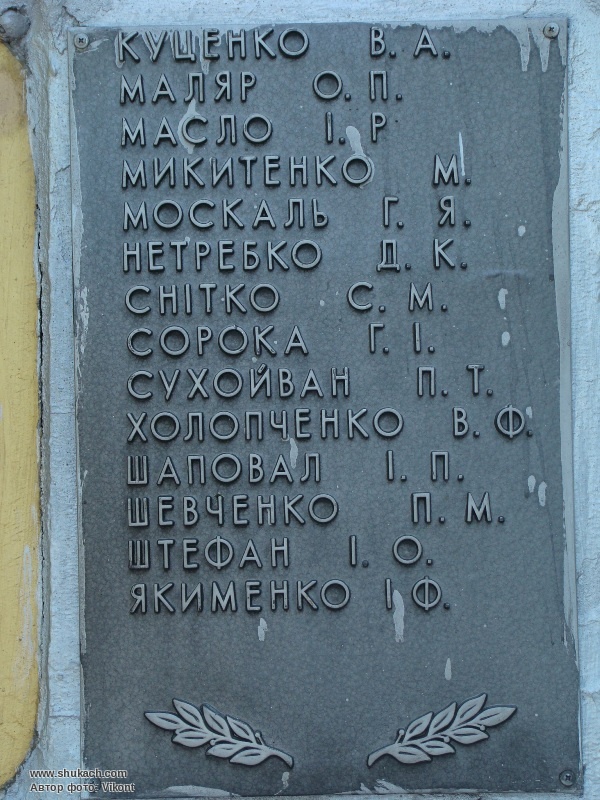 КУЦЕНКО В. А.
МАЛЯР О. П.
МАСЛО І. Р
МИКИТЕНКО М.
МОСКАЛЬ Г. Я.
НЕТРЕБКО Д. К.
СНІТКО С. М.
СОРОКА Г. І.
СУХОЙВАН П. Т.
ХОЛОПЧЕНКО В. Ф.
ШАПОВАЛ І. П.
ШЕВЧЕНКО П. М.
ШТЕФАН І. О.
ЯКИМЕНКО І Ф.
www.shukach.com
Автор фото: Vikont